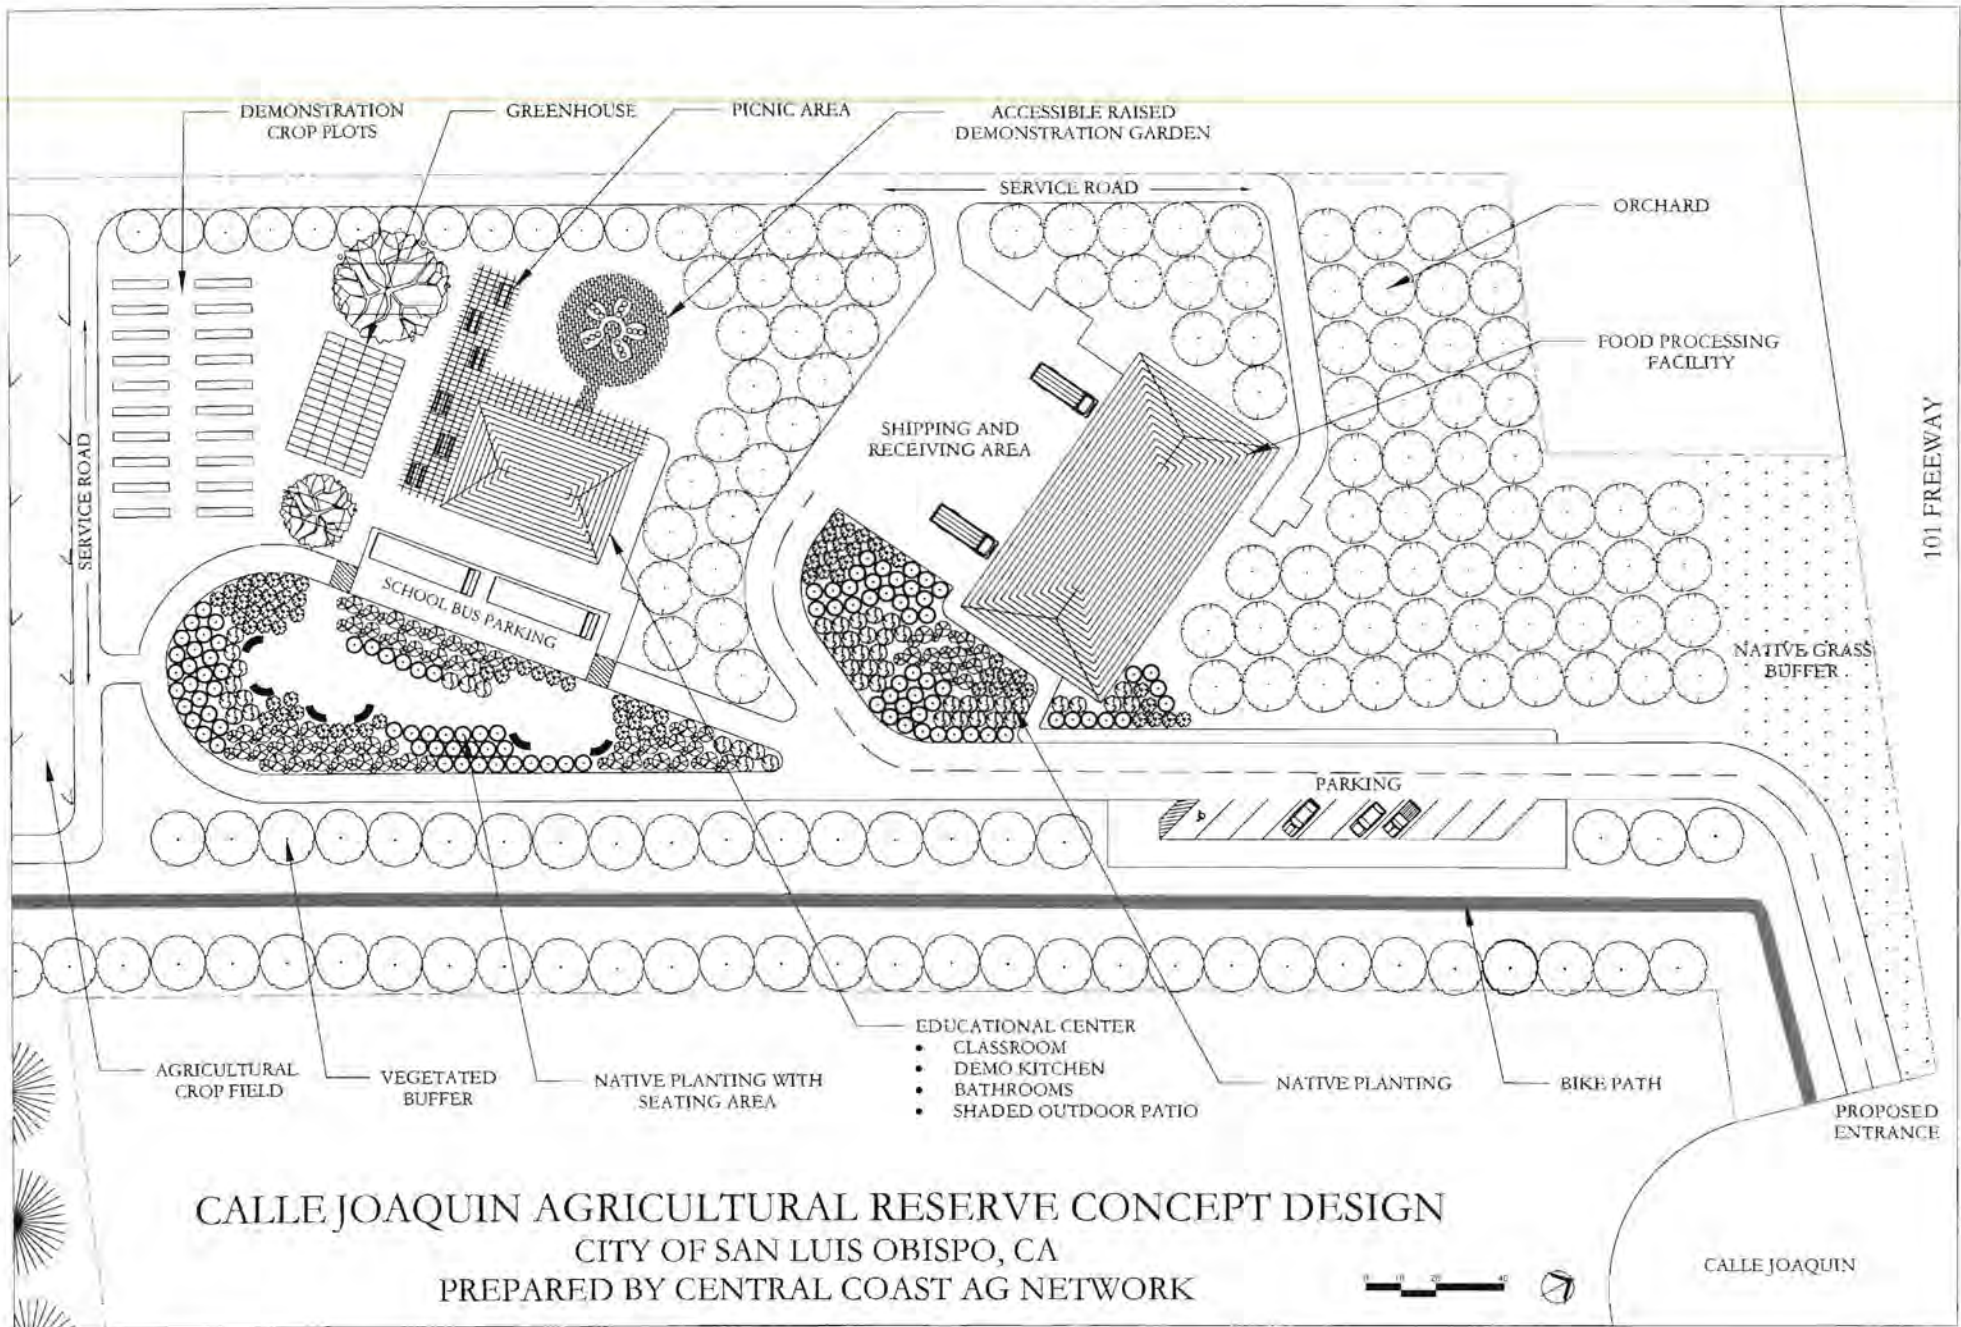 DEMONSTRATION
CROP PLOTS
GREENHOUSE
PICNIC AREA
ACCESSIBLE RAISED
DEMONSTRATION GARDEN
SERVICE ROAD
ORCHARD
FOOD PROCESSING
FACILITY
SHIPPING AND
RECEIVING AREA
101 FREEWAY
SERVICE ROAD
SCHOOL BUS PARKING
NATIVE GRASS
BUFFER
PARKING
AGRICULTURAL
CROP FIELD
VEGETATED
BUFFER
NATIVE PLANTING WITH
SEATING AREA
EDUCATIONAL CENTER
• CLASSROOM
• DEMO KITCHEN
• BATHROOMS
• SHADED OUTDOOR PATIO
NATIVE PLANTING
BIKE PATH
PROPOSED
ENTRANCE
CALLE JOAQUIN AGRICULTURAL RESERVE CONCEPT DESIGN
CITY OF SAN LUIS OBISPO, CA
PREPARED BY CENTRAL COAST AG NETWORK
0 10 20 40
CALLE JOAQUIN